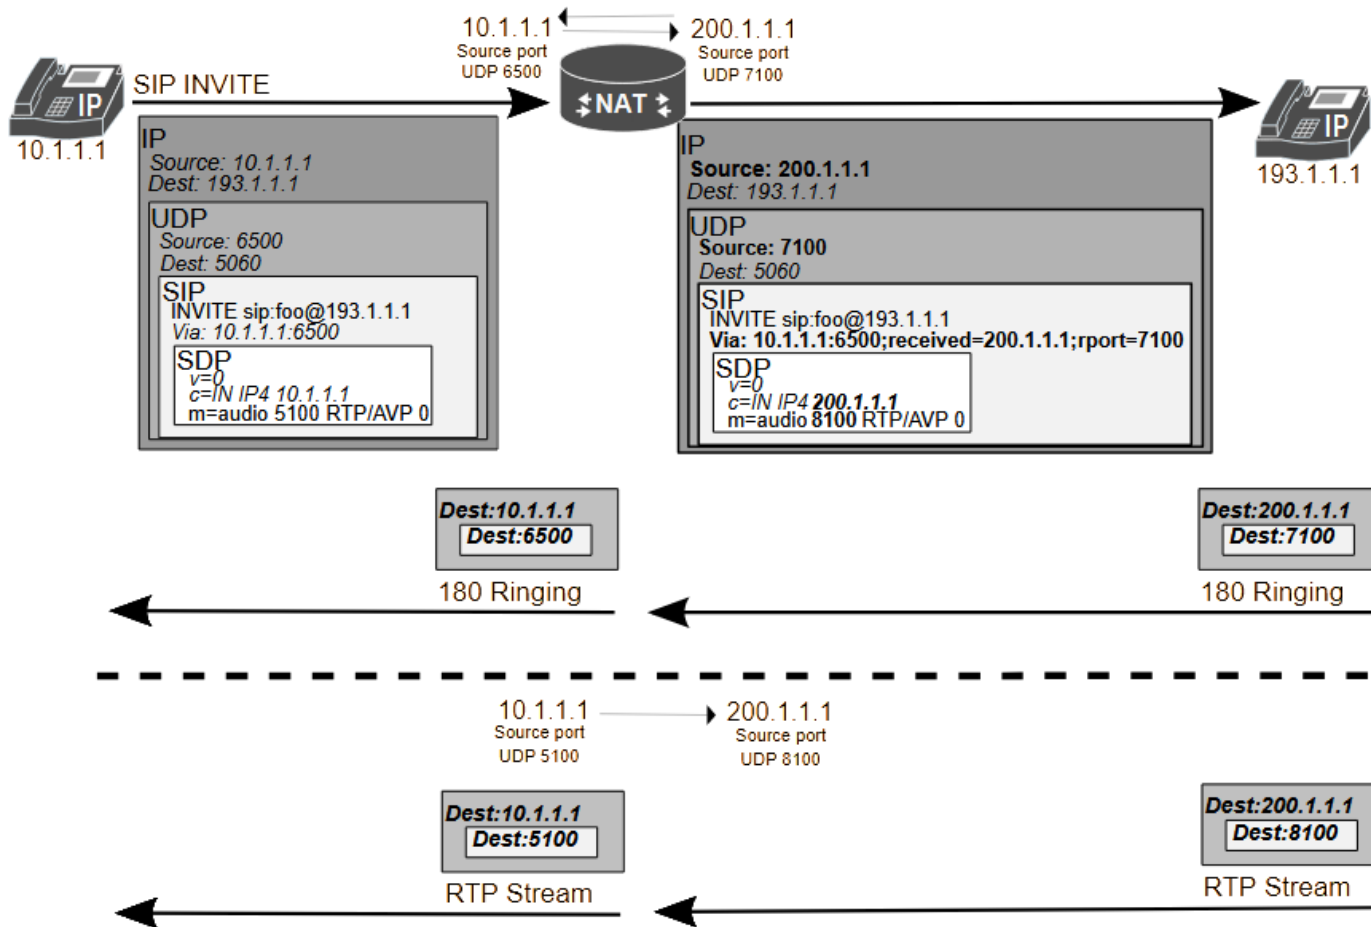 10.1.1.1
Source port
UDP 6500
200.1.1.1
Source port
UDP 7100
IP
10.1.1.1
SIP INVITE
NAT
IP
193.1.1.1
IP
Source: 10.1.1.1
Dest: 193.1.1.1
UDP
Source: 6500
Dest: 5060
SIP
INVITE sip:foo@193.1.1.1
Via: 10.1.1.1:6500
SDP
v=0
c=IN IP4 10.1.1.1
m=audio 5100 RTP/AVP 0
IP
Source: 200.1.1.1
Dest: 193.1.1.1
UDP
Source: 7100
Dest: 5060
SIP
INVITE sip:foo@193.1.1.1
Via: 10.1.1.1:6500;received=200.1.1.1;rport=7100
SDP
v=0
c=IN IP4 200.1.1.1
m=audio 8100 RTP/AVP 0
Dest:10.1.1.1
Dest:6500
180 Ringing
Dest:200.1.1.1
Dest:7100
180 Ringing
10.1.1.1
Source port
UDP 5100
200.1.1.1
Source port
UDP 8100
Dest:10.1.1.1
Dest:5100
RTP Stream
Dest:200.1.1.1
Dest:8100
RTP Stream